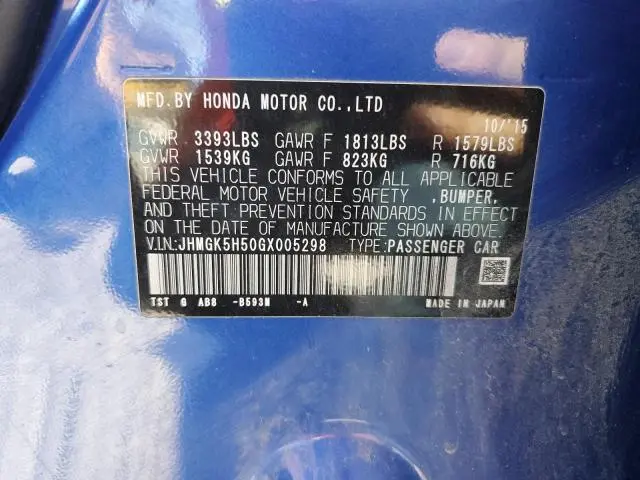 MFD.BY HONDA MOTOR CO.,LTD
10/'15
GVWR 3393LBS GAWR F 1813LBS R 1579LBS
GVWR 1539KG GAWR F 823KG R 716KG
THIS VEHICLE CONFORMS TO ALL APPLICABLE
FEDERAL MOTOR VEHICLE SAFETY ,BUMPER,
AND THEFT PREVENTION STANDARDS IN EFFECT
ON THE DATE OF MANUFACTURE SHOWN ABOVE.
V.I.N:JHMGK5H50GX005298 TYPE:PASSENGER CAR
TST G AB8 -B593M -A
MADE IN JAPAN